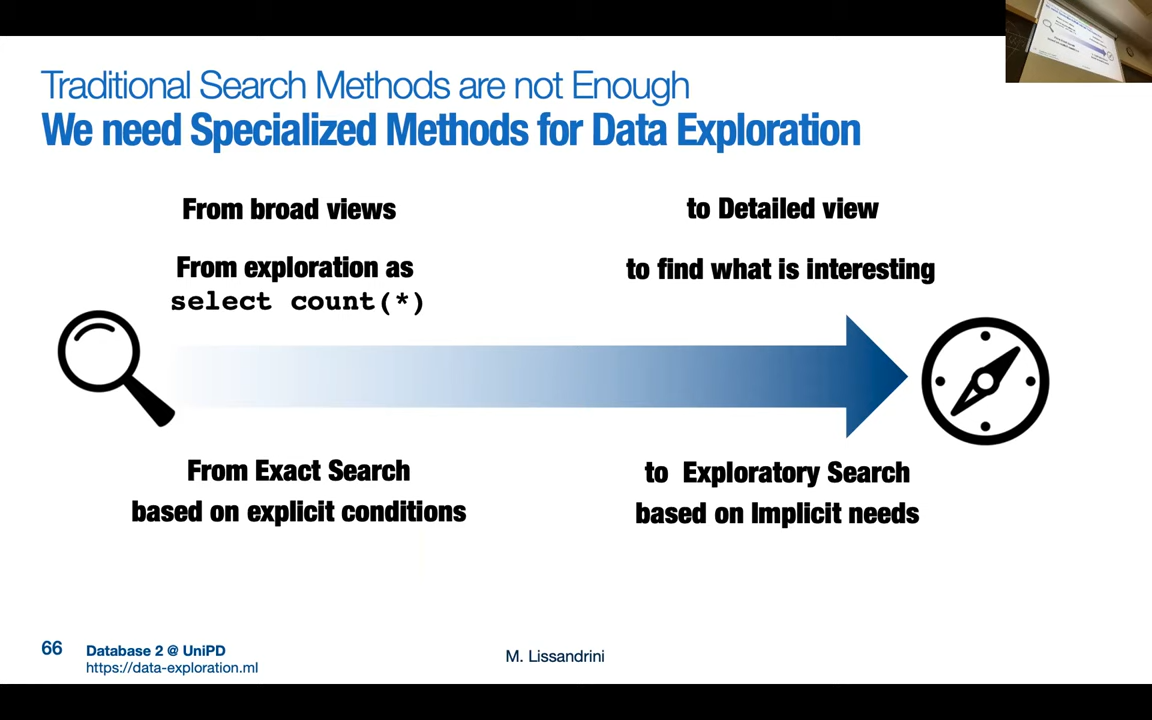 Traditional Search Methods are not Enough
We need Specialized Methods for Data Exploration
From broad views
to Detailed view
From exploration as
select count(*)
to find what is interesting
From Exact Search
based on explicit conditions
to Exploratory Search
based on Implicit needs
66
Database 2 @ UniPD
https://data-exploration.ml
M. Lissandrini